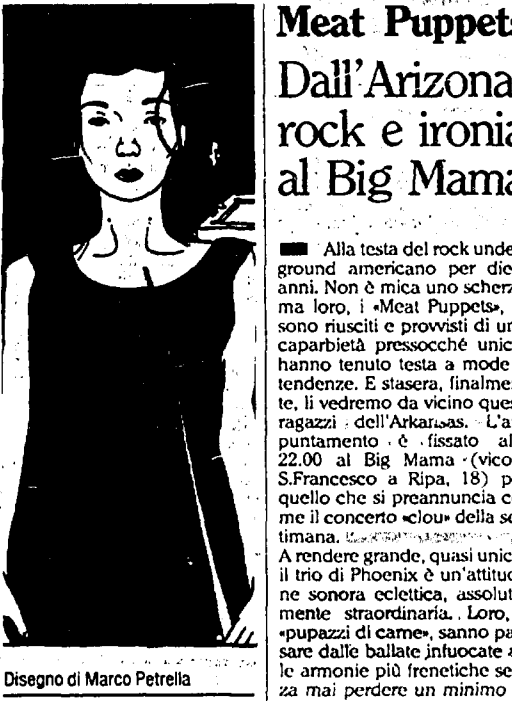 Meat Puppets
Dall'Arizona
rock e ironia
al Big Mama
Alla testa del rock unde
ground americano per die
anni. Non è mica uno scherz
ma loro, i «Meat Puppets»,
sono riusciti e provvisti di un
caparbietà pressocché unic
hanno tenuto testa a mode
tendenze. E stasera, finalme
te, li vedremo da vicino ques
ragazzi dell'Arkansas. L'a
puntamento è fissato al
22.00 al Big Mama (vico
S.Francesco a Ripa, 18) p
quello che si preannuncia c
me il concerto «clou» della se
timana.
A rendere grande, quasi unic
il trio di Phoenix è un'attitud
ne sonora eclettica, assolut
mente straordinaria. Loro,
«pupazzi di carne», sanno pa
sare dalle ballate infuocate a
le armonie più frenetiche se
za mai perdere un minimo
Disegno di Marco Petrella